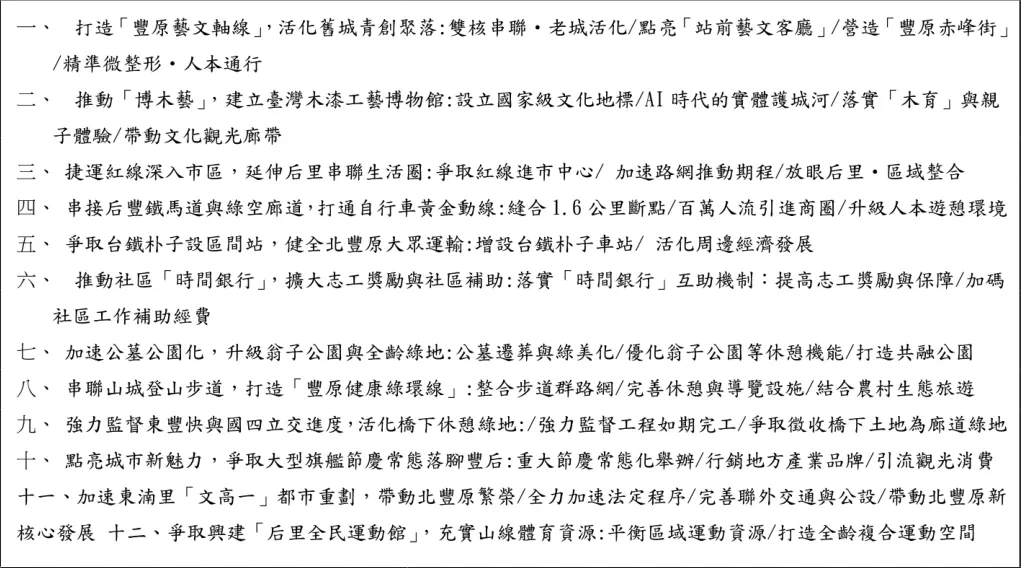 一、 打造「豐原藝文軸線」,活化舊城青創聚落:雙核串聯•老城活化/點亮「站前藝文客廳」/營造「豐原赤峰街」
/精準微整形•人本通行
二、 推動「博木藝」,建立臺灣木漆工藝博物館:設立國家級文化地標/AI 時代的實體護城河/落實「木育」與親
子體驗/帶動文化觀光廊帶
三、 捷運紅線深入市區,延伸后里串聯生活圈:爭取紅線進市中心/ 加速路網推動期程/放眼后里•區域整合
四、 串接后豐鐵馬道與綠空廊道,打通自行車黃金動線:縫合 1.6 公里斷點/百萬人流引進商圈/升級人本遊憩環境
五、 爭取台鐵朴子設區間站,健全北豐原大眾運輸:增設台鐵朴子車站/ 活化周邊經濟發展
六、 推動社區「時間銀行」,擴大志工獎勵與社區補助:落實「時間銀行」互助機制：提高志工獎勵與保障/加碼
社區工作補助經費
七、 加速公墓公園化,升級翁子公園與全齡綠地:公墓遷葬與綠美化/優化翁子公園等休憩機能/打造共融公園
八、 串聯山城登山步道,打造「豐原健康綠環線」:整合步道群路網/完善休憩與導覽設施/結合農村生態旅遊
九、 強力監督東豐快與國四立交進度,活化橋下休憩綠地:/強力監督工程如期完工/爭取徵收橋下土地為廊道綠地
十、 點亮城市新魅力,爭取大型旗艦節慶常態落腳豐后:重大節慶常態化舉辦/行銷地方產業品牌/引流觀光消費
十一、加速東湳里「文高一」都市重劃,帶動北豐原繁榮/全力加速法定程序/完善聯外交通與公設/帶動北豐原新
核心發展 十二、爭取興建「后里全民運動館」,充實山線體育資源:平衡區域運動資源/打造全齡複合運動空間